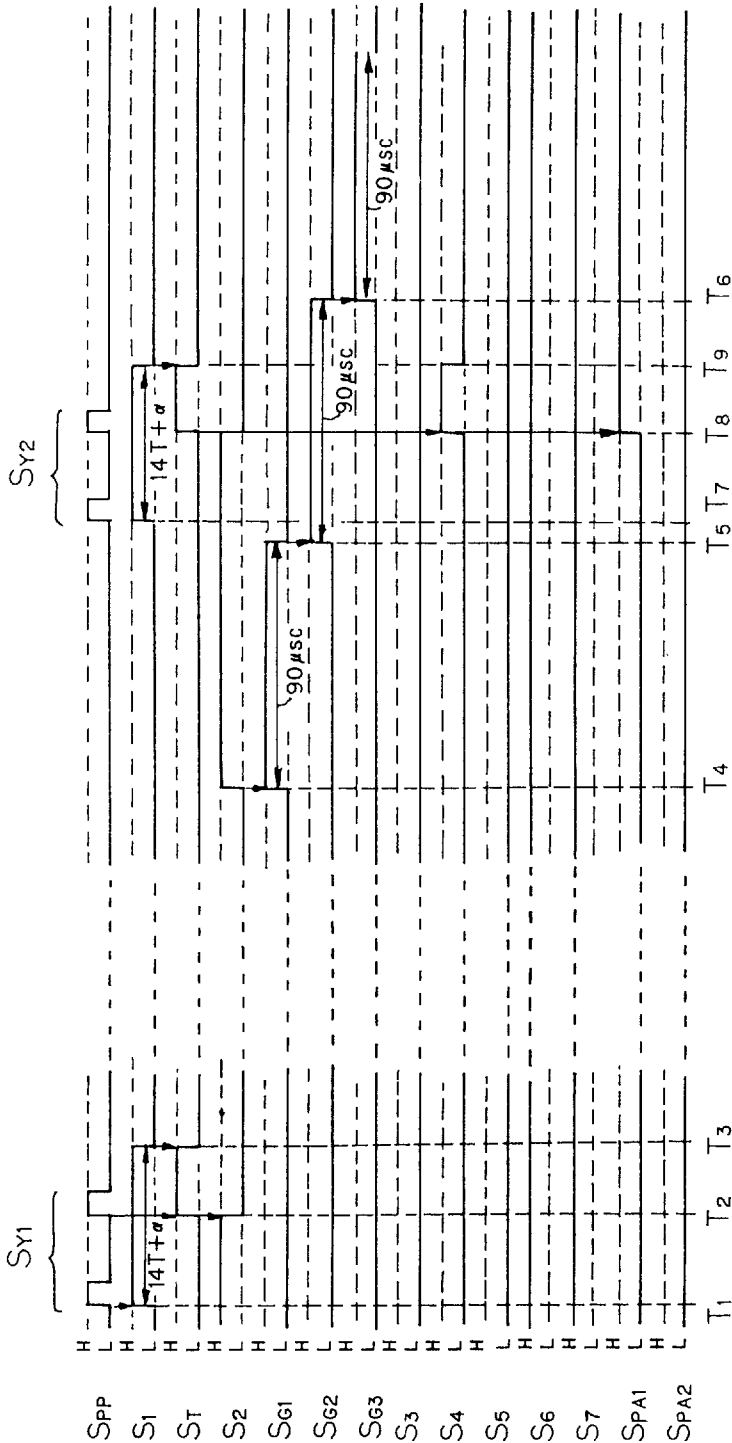 SY1
SY2
SPP H L
S1 H L
ST H L
S2 H L
SG1 H L
SG2 H L
SG3 H L
S3 H L
S4 H L
S5 H L
S6 H L
S7 H L
SPA1 H L
SPA2 H L
14T+α
14T+α
90μsc
90μsc
90μsc
T1 T2 T3 T4 T5 T7 T8 T9 T6